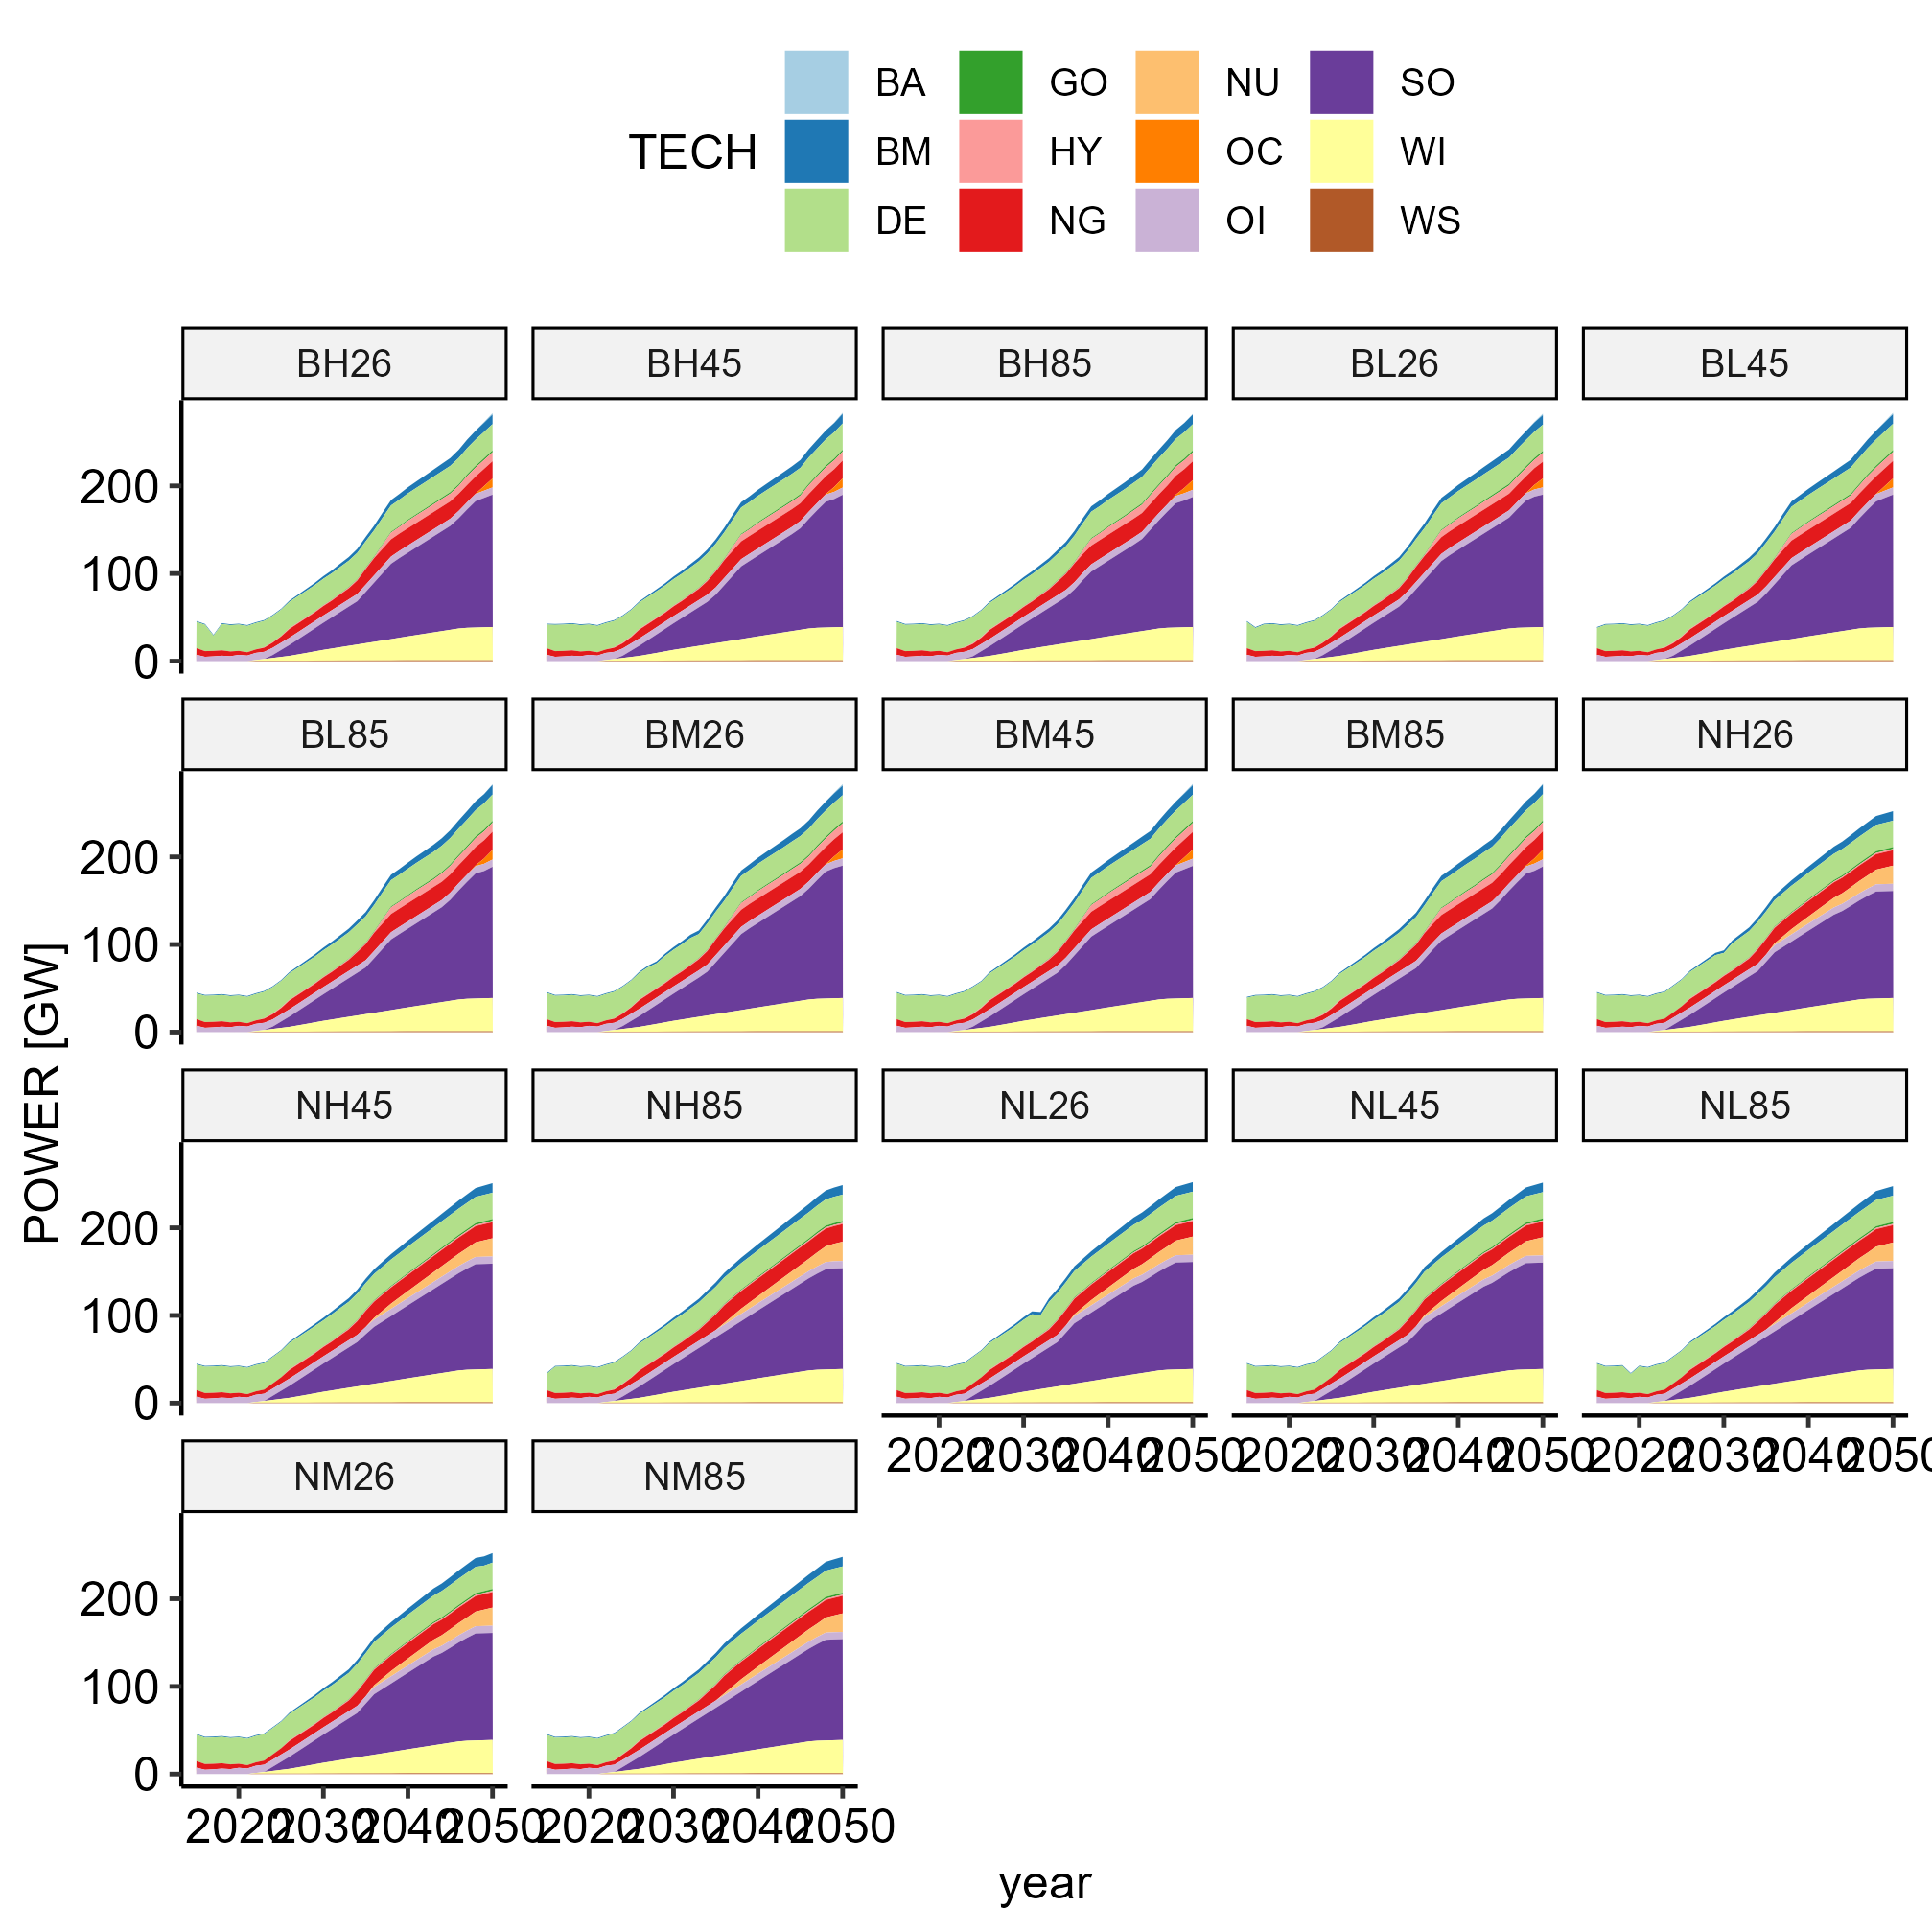 BA GO NU SO
TECH BM HY OC WI
DE NG OI WS
BH26 BH45 BH85 BL26 BL45
200
100
0
BL85 BM26 BM45 BM85 NH26
200
100
0
NH45 NH85 NL26 NL45 NL85
200
100
0
2020 2030 2040 2050 2020 2030 2040 2050 2020 2030 2040 2050
NM26 NM85
200
100
0
2020 2030 2040 2050 2020 2030 2040 2050
POWER [GW]
year